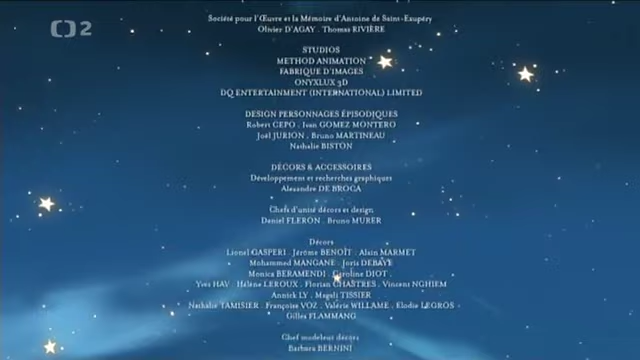 Société pour l'Œuvre et la Mémoire d'Antoine de Saint-Exupéry
Olivier D'AGAY . Thomas RIVIÈRE
2
STUDIOS
METHOD ANIMATION
FABRIQUE D'IMAGES
ONYXLUX 3D
DQ ENTERTAINMENT (INTERNATIONAL) LIMITED
DESIGN PERSONNAGES ÉPISODIQUES
Robert CEPO . Ivan GOMEZ MONTERO
Joël JURION . Bruno MARTINEAU
Nathalie BISTON
DÉCORS & ACCESSOIRES
Développement et recherches graphiques
Alexandre DE BROCA
Chefs d'unité décors et design
Daniel FLERON . Bruno MURER
Décors
Lionel GASPERI . Jérôme BENOÎT . Alain MARMET
Mohammed MANGANE . Joris DEBAYE
Monica BERAMENDI . Caroline DIOT .
Yves HAY . Hélène LEROUX . Florian CHASTRES . Vincent NGHIEM
Annick LY . Magali TISSIER
Nathalie TAMISIER . Françoise VOZ . Valérie WILLAME . Elodie LEGROS
Gilles FLAMMANG
Chef modeleur décors
Barbara BERNINI